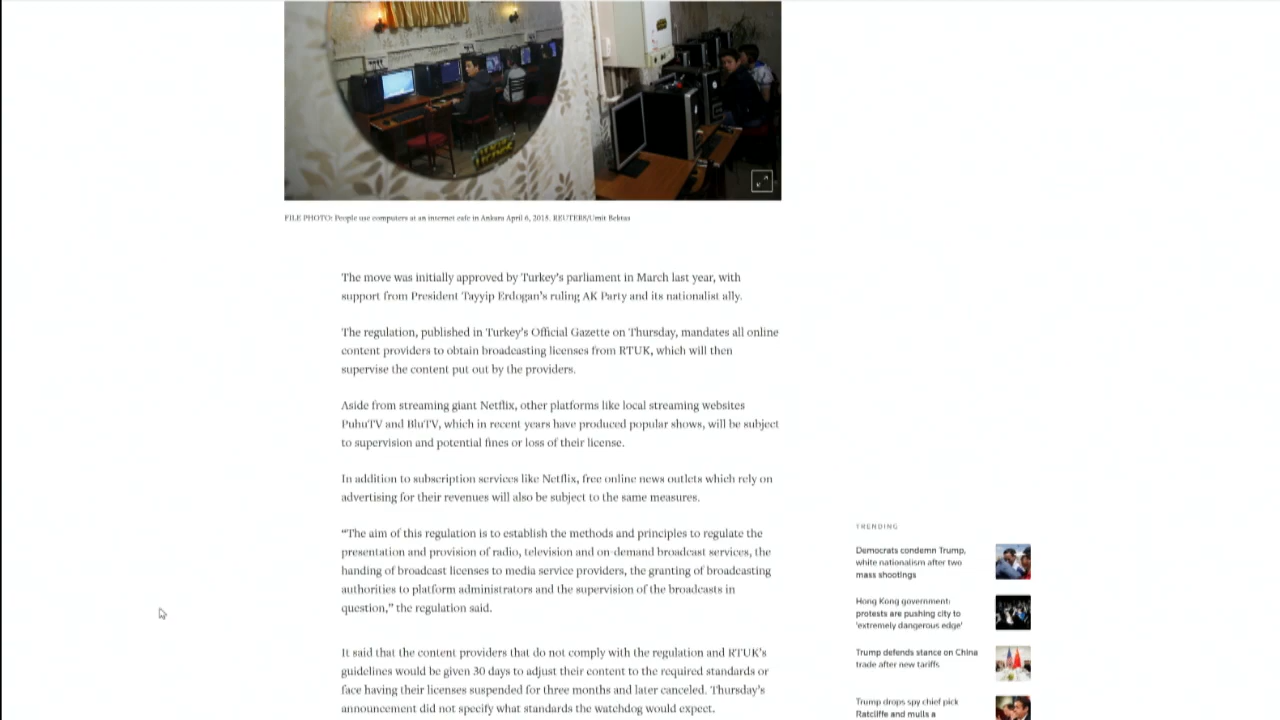 FILE PHOTO: People use computers at an internet cafe in Ankara April 6, 2015. REUTERS/Umit Bektas
The move was initially approved by Turkey's parliament in March last year, with
support from President Tayyip Erdogan's ruling AK Party and its nationalist ally.
The regulation, published in Turkey's Official Gazette on Thursday, mandates all online
content providers to obtain broadcasting licenses from RTUK, which will then
supervise the content put out by the providers.
Aside from streaming giant Netflix, other platforms like local streaming websites
PuhuTV and BluTV, which in recent years have produced popular shows, will be subject
to supervision and potential fines or loss of their license.
In addition to subscription services like Netflix, free online news outlets which rely on
advertising for their revenues will also be subject to the same measures.
“The aim of this regulation is to establish the methods and principles to regulate the
presentation and provision of radio, television and on-demand broadcast services, the
handing of broadcast licenses to media service providers, the granting of broadcasting
authorities to platform administrators and the supervision of the broadcasts in
question,” the regulation said.
It said that the content providers that do not comply with the regulation and RTUK's
guidelines would be given 30 days to adjust their content to the required standards or
face having their licenses suspended for three months and later canceled. Thursday's
announcement did not specify what standards the watchdog would expect.
TRENDING
Democrats condemn Trump,
white nationalism after two
mass shootings
Hong Kong government:
protests are pushing city to
'extremely dangerous edge'
Trump defends stance on China
trade after new tariffs
Trump drops spy chief pick
Ratcliffe and mulls a